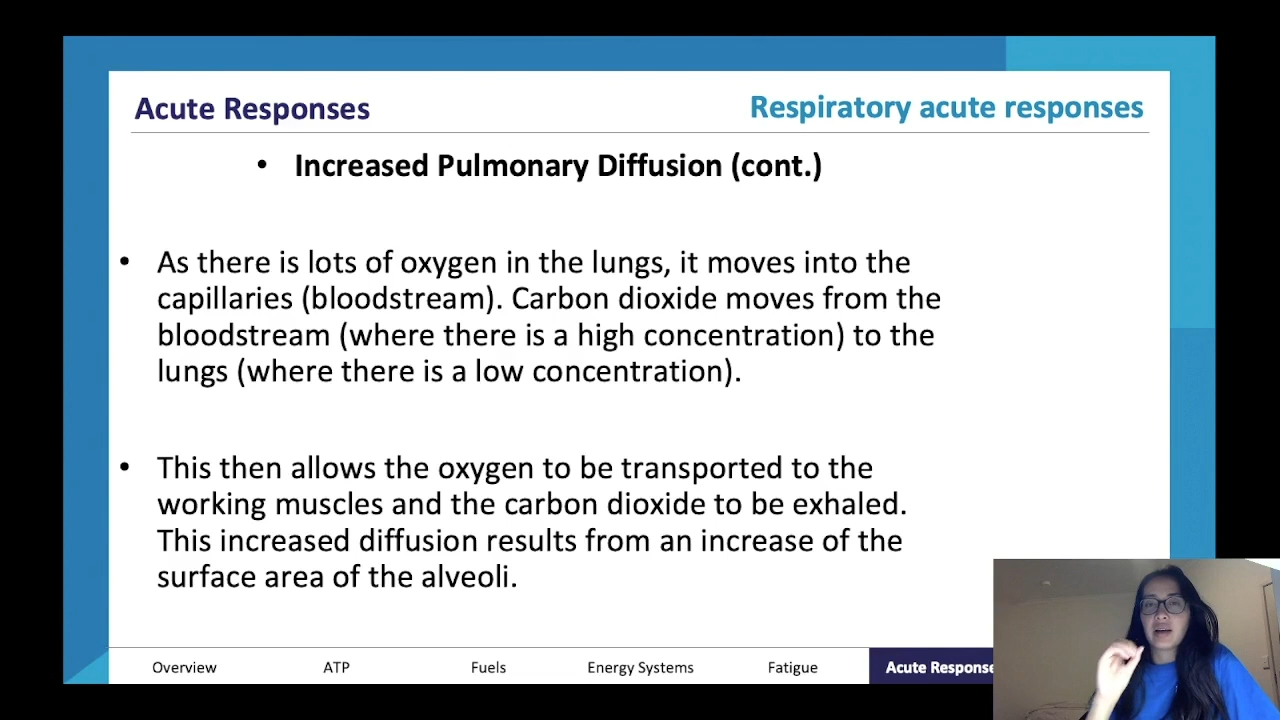 Acute Responses
Respiratory acute responses
• Increased Pulmonary Diffusion (cont.)
• As there is lots of oxygen in the lungs, it moves into the
capillaries (bloodstream). Carbon dioxide moves from the
bloodstream (where there is a high concentration) to the
lungs (where there is a low concentration).
• This then allows the oxygen to be transported to the
working muscles and the carbon dioxide to be exhaled.
This increased diffusion results from an increase of the
surface area of the alveoli.
Overview ATP Fuels Energy Systems Fatigue Acute Response